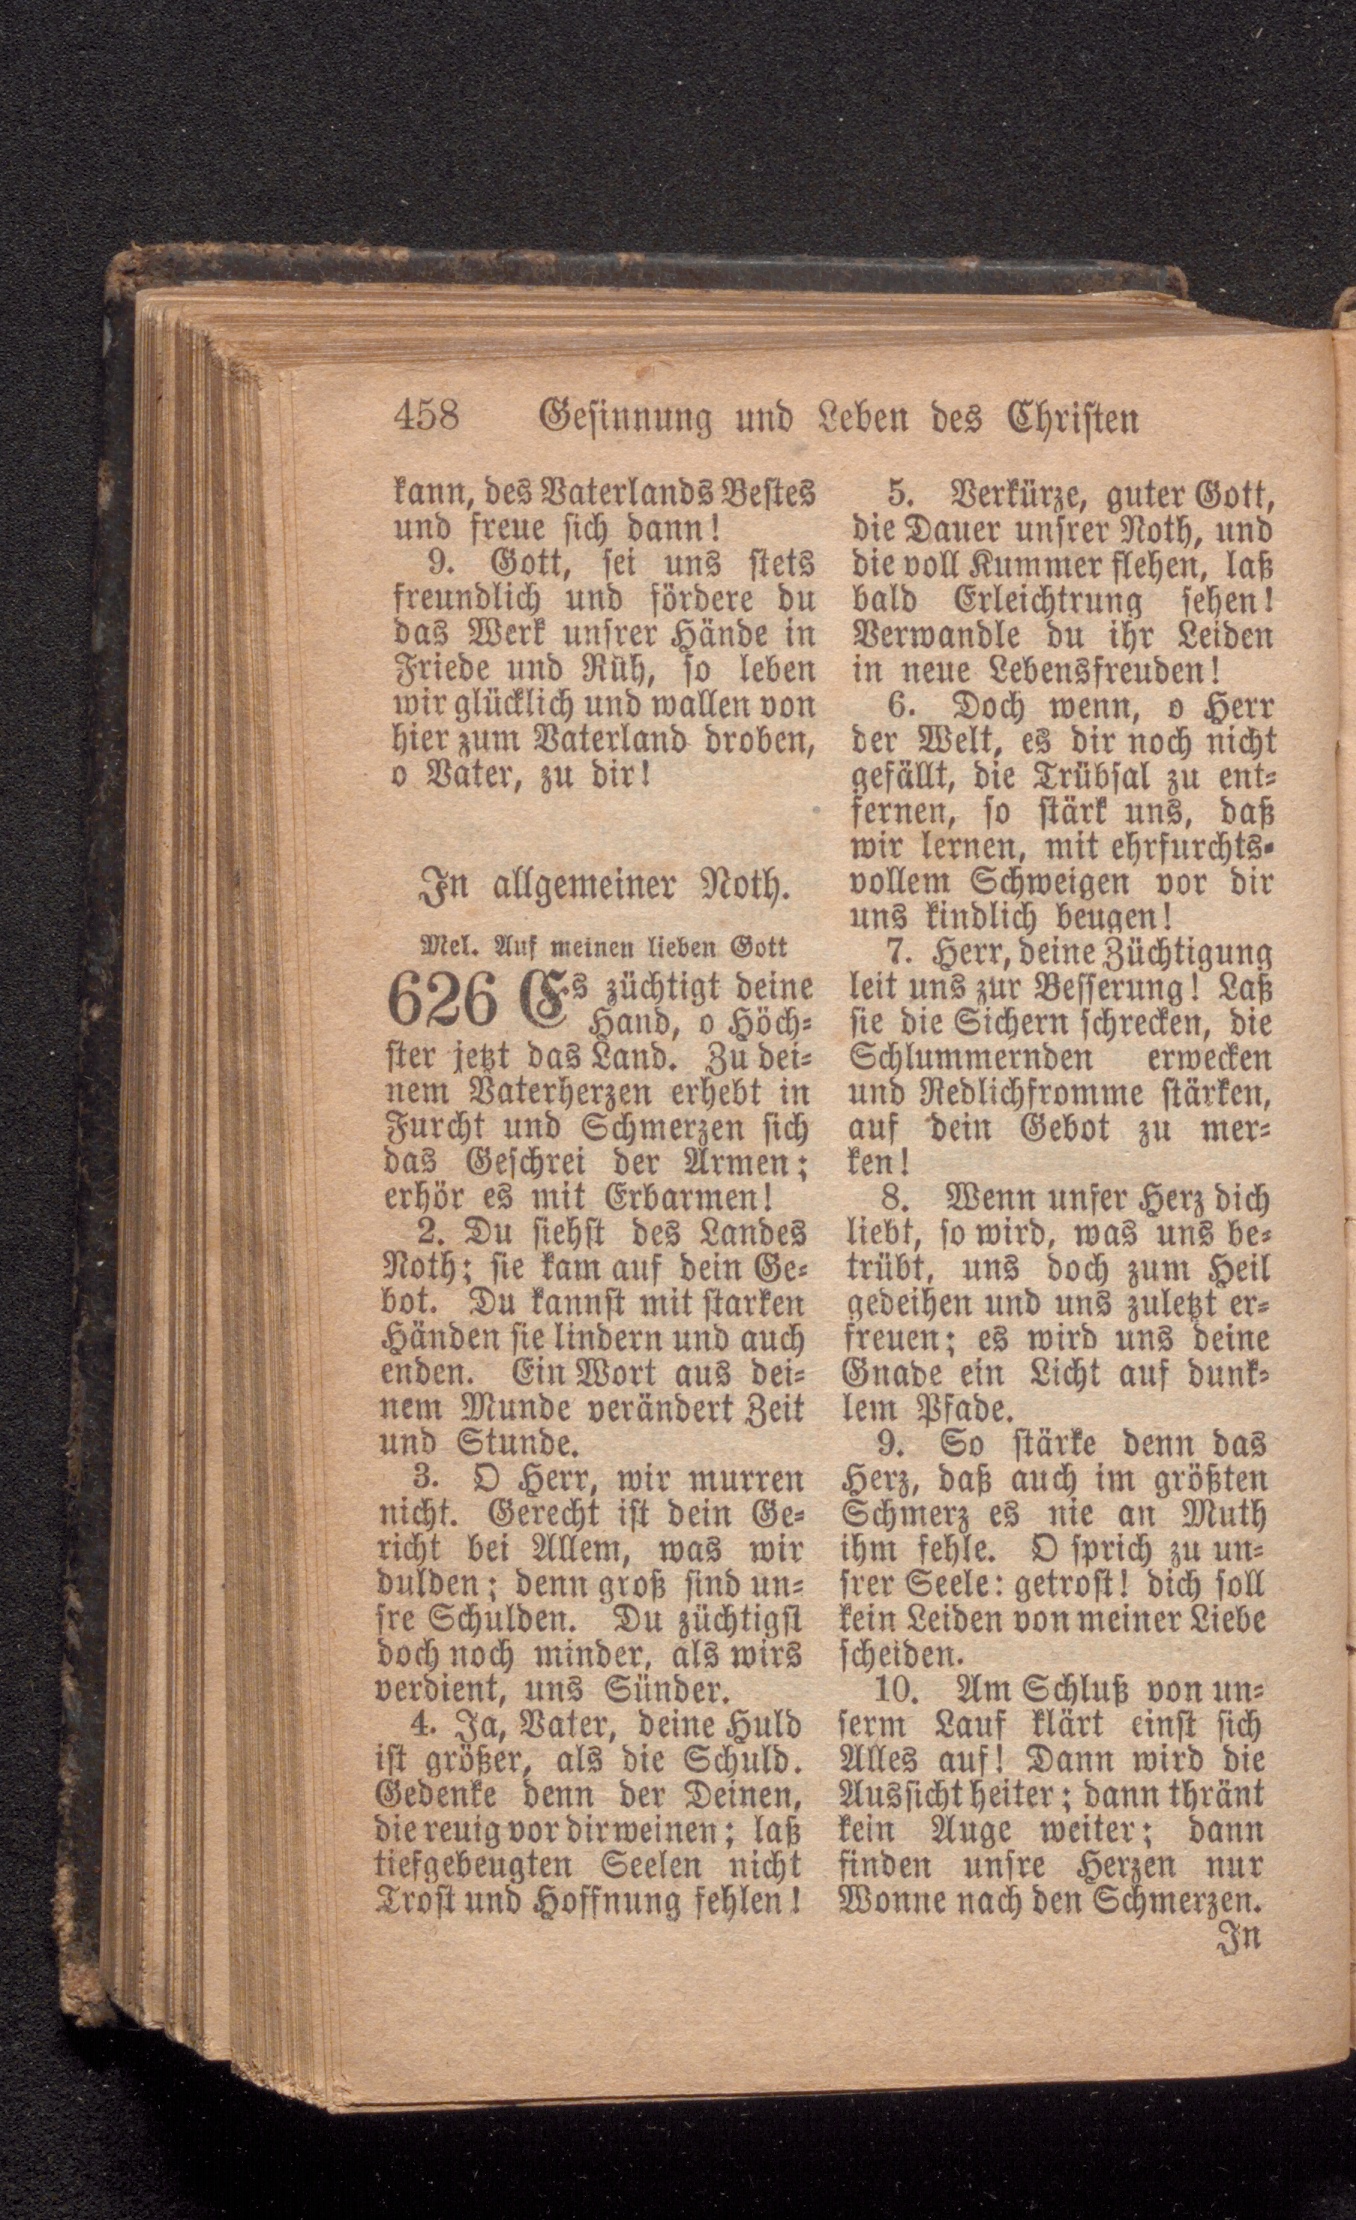 458 Gesinnung und Leben des Christen
kann, des Vaterlands Bestes
und freue sich dann!
9. Gott, sei uns stets
freundlich und fördere du
das Werk unsrer Hände in
Friede und Rüh, so leben
wir glücklich und wallen von
hier zum Vaterland droben,
o Vater, zu dir!
In allgemeiner Noth.
Mel. Auf meinen lieben Gott
626 Es züchtigt deine
Hand, o Höch-
ster jetzt das Land. Zu dei-
nem Vaterherzen erhebt in
Furcht und Schmerzen sich
das Geschrei der Armen;
erhör es mit Erbarmen!
2. Du siehst des Landes
Noth; sie kam auf dein Ge-
bot. Du kannst mit starken
Händen sie lindern und auch
enden. Ein Wort aus dei-
nem Munde verändert Zeit
und Stunde.
3. O Herr, wir murren
nicht. Gerecht ist dein Ge-
richt bei Allem, was wir
dulden; denn groß sind un-
sre Schulden. Du züchtigst
doch noch minder, als wirs
verdient, uns Sünder.
4. Ja, Vater, deine Huld
ist größer, als die Schuld.
Gedenke denn der Deinen,
die reuig vor dir weinen; laß
tiefgebeugten Seelen nicht
Trost und Hoffnung fehlen!
5. Verkürze, guter Gott,
die Dauer unsrer Noth, und
die voll Kummer flehen, laß
bald Erleichtrung sehen!
Verwandle du ihr Leiden
in neue Lebensfreuden!
6. Doch wenn, o Herr
der Welt, es dir noch nicht
gefällt, die Trübsal zu ent-
fernen, so stärk uns, daß
wir lernen, mit ehrfurchts-
vollem Schweigen vor dir
uns kindlich beugen!
7. Herr, deine Züchtigung
leit uns zur Besserung! Laß
sie die Sichern schrecken, die
Schlummernden erwecken
und Redlichfromme stärken,
auf dein Gebot zu mer-
ken!
8. Wenn unser Herz dich
liebt, so wird, was uns be-
trübt, uns doch zum Heil
gedeihen und uns zuletzt er-
freuen; es wird uns deine
Gnade ein Licht auf dunk-
lem Pfade.
9. So stärke denn das
Herz, daß auch im größten
Schmerz es nie an Muth
ihm fehle. O sprich zu un-
srer Seele: getrost! dich soll
kein Leiden von meiner Liebe
scheiden.
10. Am Schluß von un-
serm Lauf klärt einst sich
Alles auf! Dann wird die
Aussicht heiter; dann thränt
kein Auge weiter; dann
finden unsre Herzen nur
Wonne nach den Schmerzen.
In